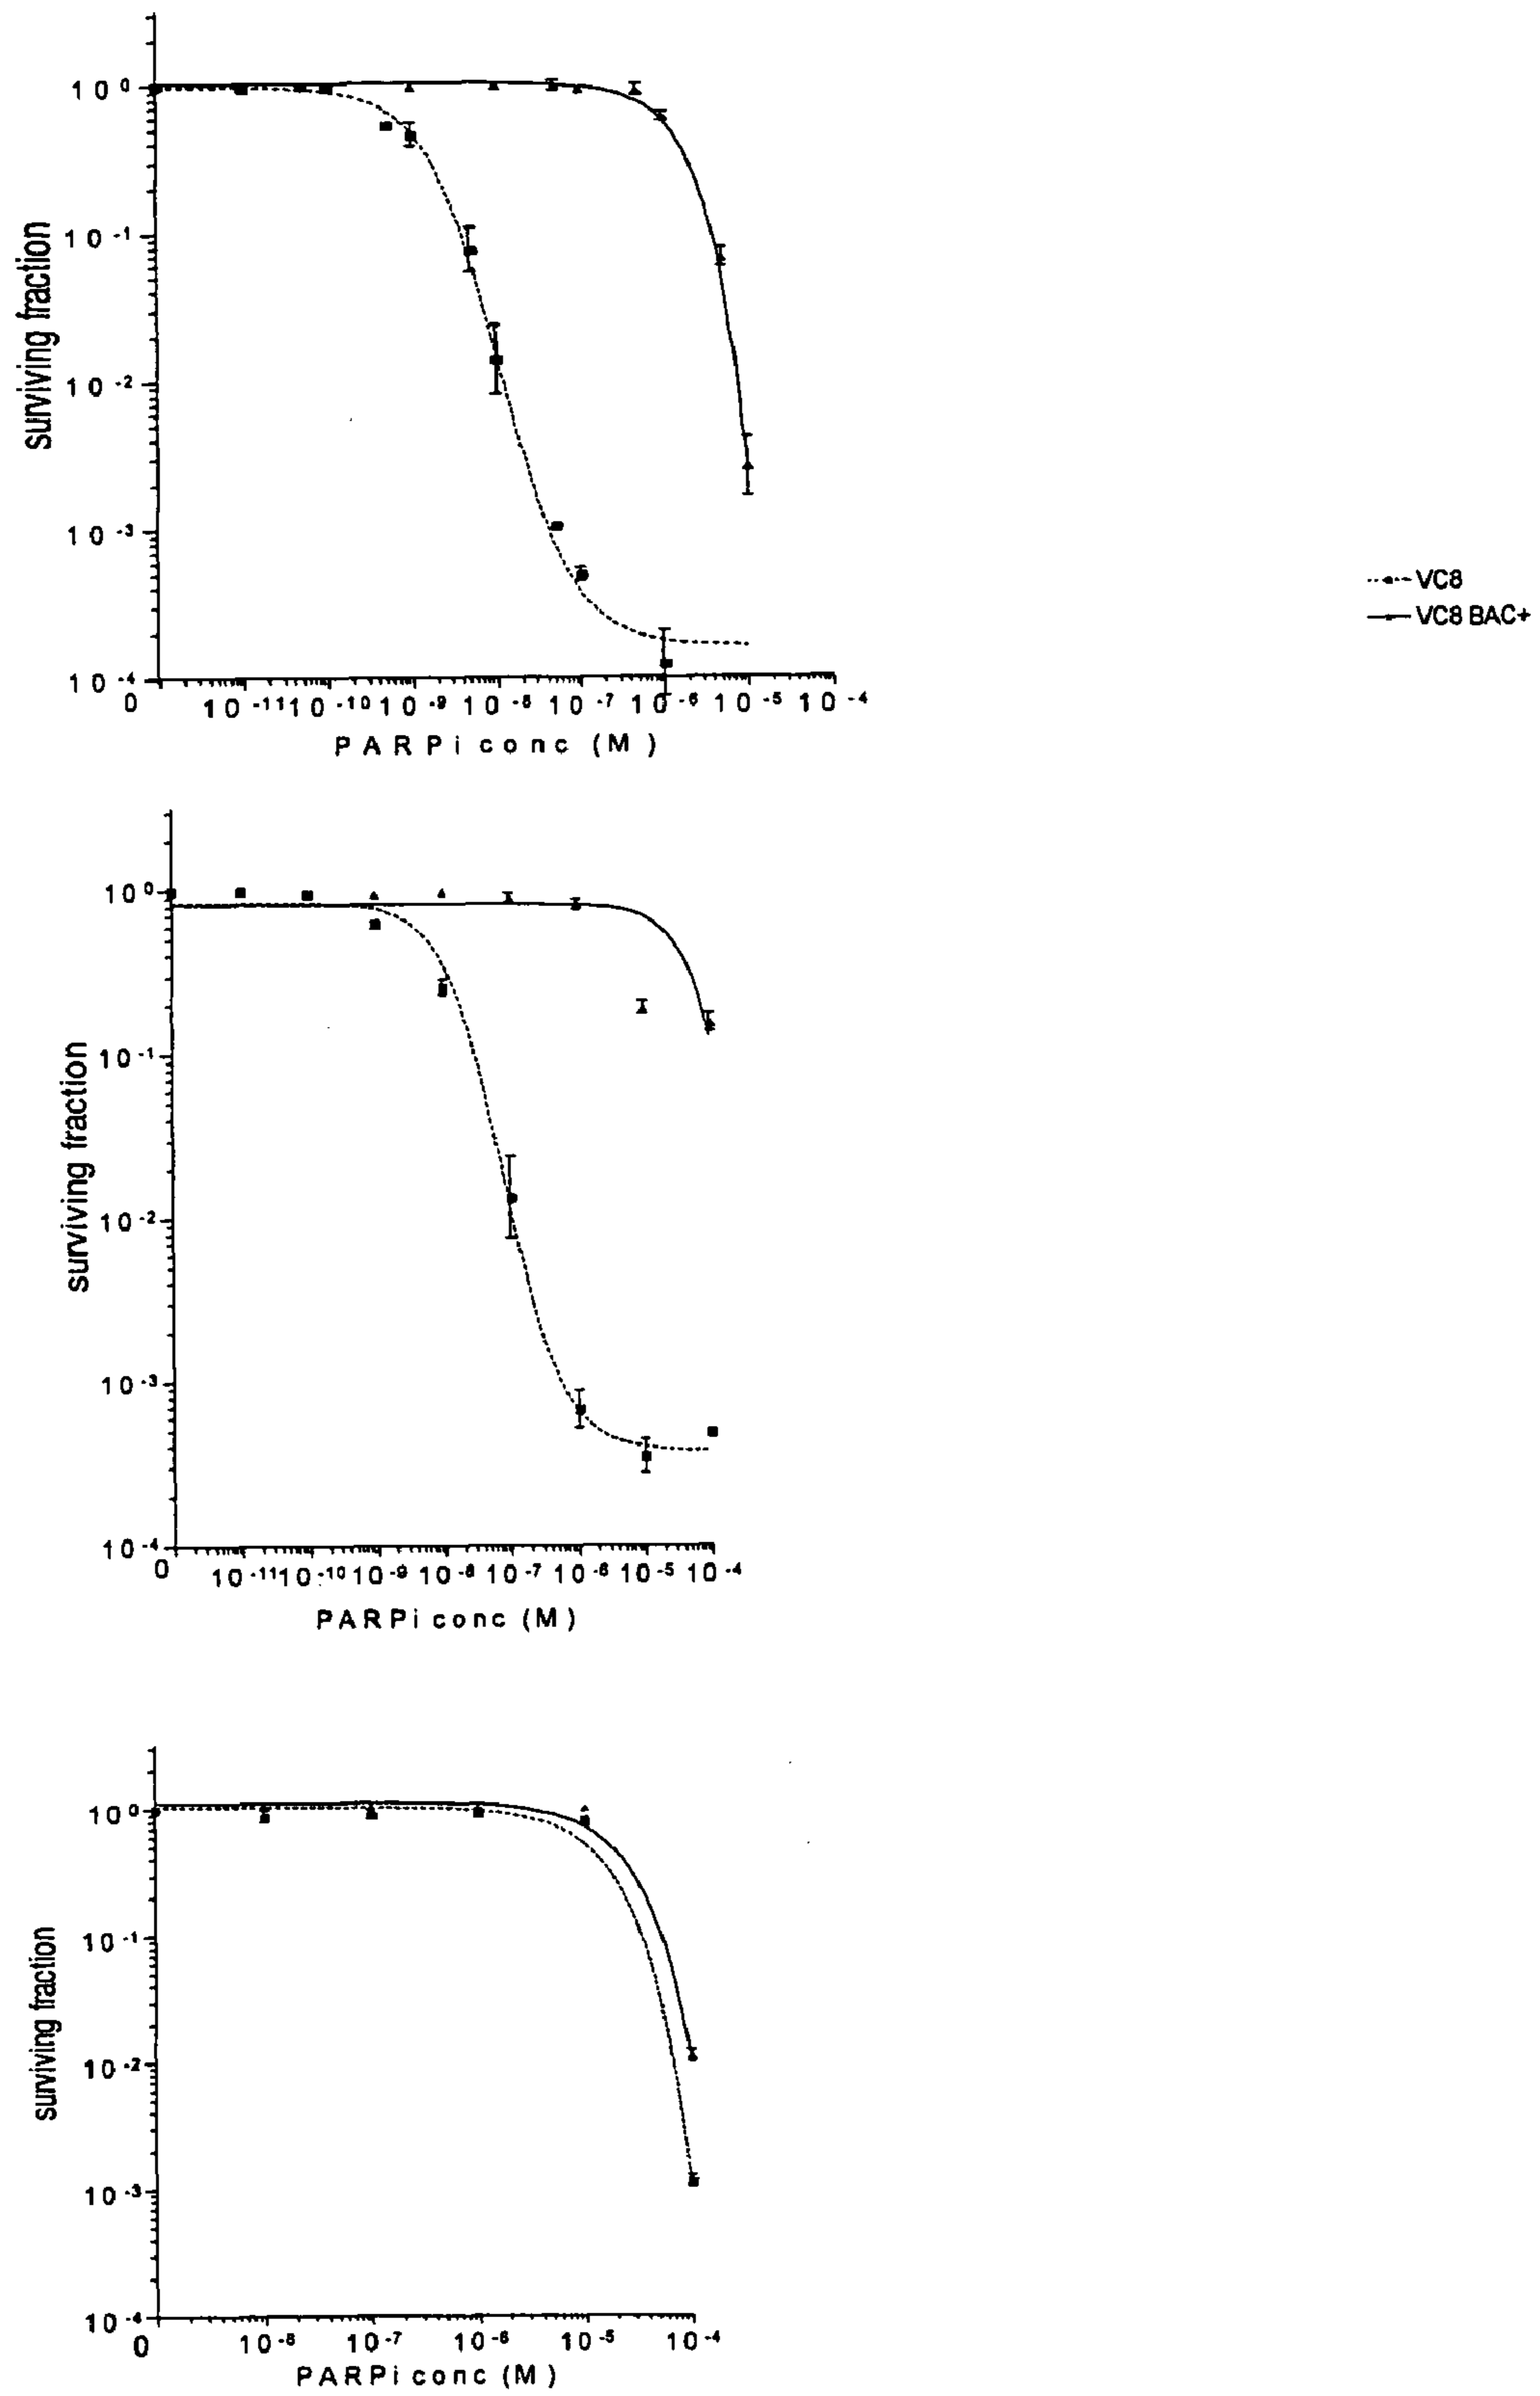 10⁰
10⁻¹
10⁻²
10⁻³
10⁻⁴
surviving fraction
0 10⁻¹¹ 10⁻¹⁰ 10⁻⁹ 10⁻⁸ 10⁻⁷ 10⁻⁶ 10⁻⁵ 10⁻⁴
PARPi conc (M)
VC8
VC8 BAC+
10⁰
10⁻¹
10⁻²
10⁻³
10⁻⁴
surviving fraction
0 10⁻¹¹ 10⁻¹⁰ 10⁻⁹ 10⁻⁸ 10⁻⁷ 10⁻⁶ 10⁻⁵ 10⁻⁴
PARPi conc (M)
10⁰
10⁻¹
10⁻²
10⁻³
10⁻⁴
surviving fraction
0 10⁻⁸ 10⁻⁷ 10⁻⁶ 10⁻⁵ 10⁻⁴
PARPi conc (M)